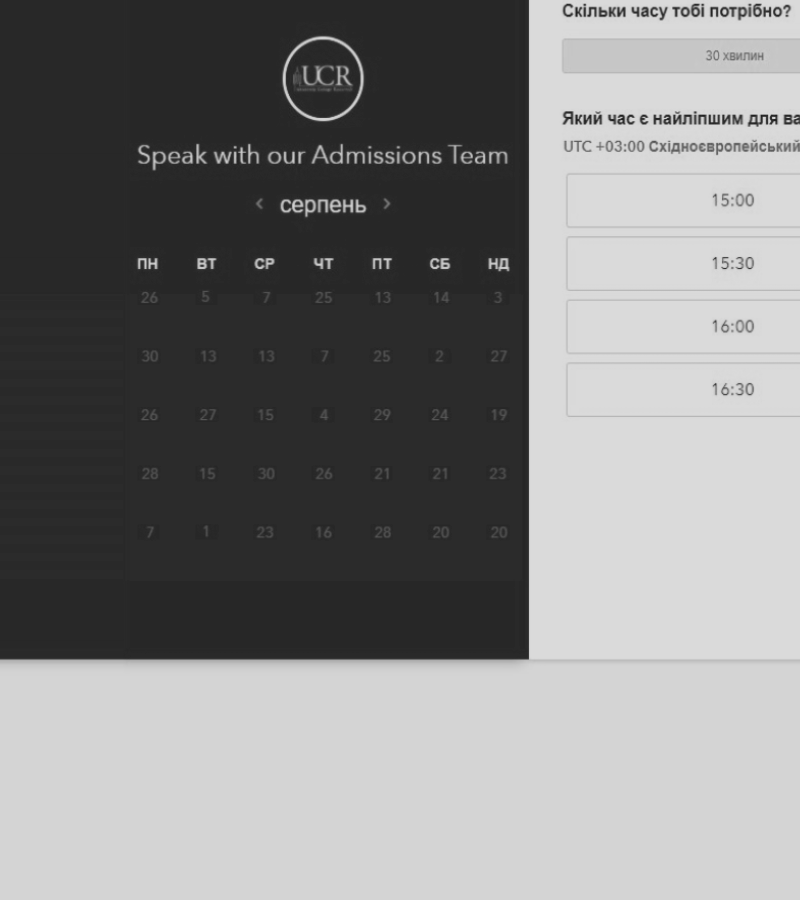 UCR
Speak with our Admissions Team
‹ серпень ›
ПН ВТ СР ЧТ ПТ СБ НД
26 5 7 25 13 14 3
30 13 13 7 25 2 27
26 27 15 4 29 24 19
28 15 30 26 21 21 23
7 1 23 16 28 20 20
Скільки часу тобі потрібно?
30 хвилин
Який час є найліпшим для ва
UTC +03:00 Східноєвропейський
15:00
15:30
16:00
16:30